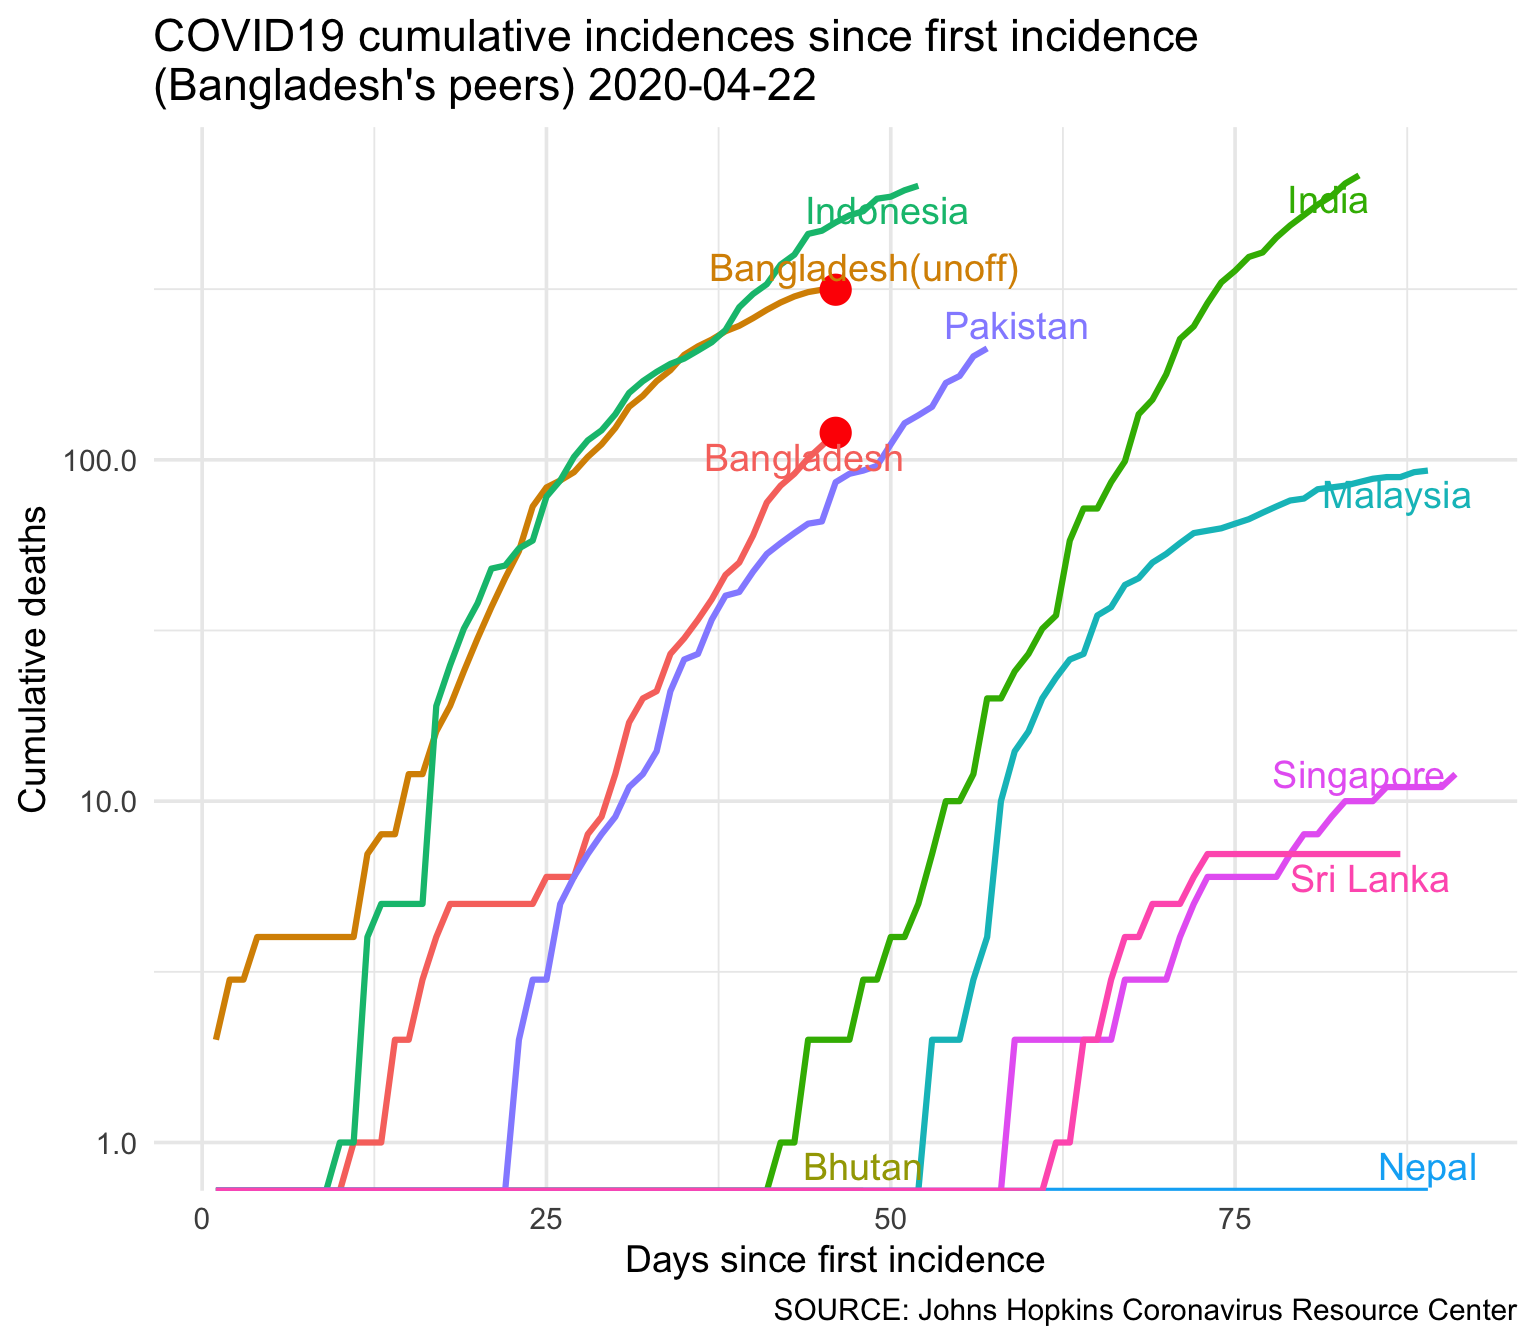 COVID19 cumulative incidences since first incidence
(Bangladesh's peers) 2020-04-22
Indonesia
India
Bangladesh(unoff)
Pakistan
Bangladesh
Malaysia
Singapore
Sri Lanka
Bhutan
Nepal
Cumulative deaths
100.0
10.0
1.0
0
25
50
75
Days since first incidence
SOURCE: Johns Hopkins Coronavirus Resource Center